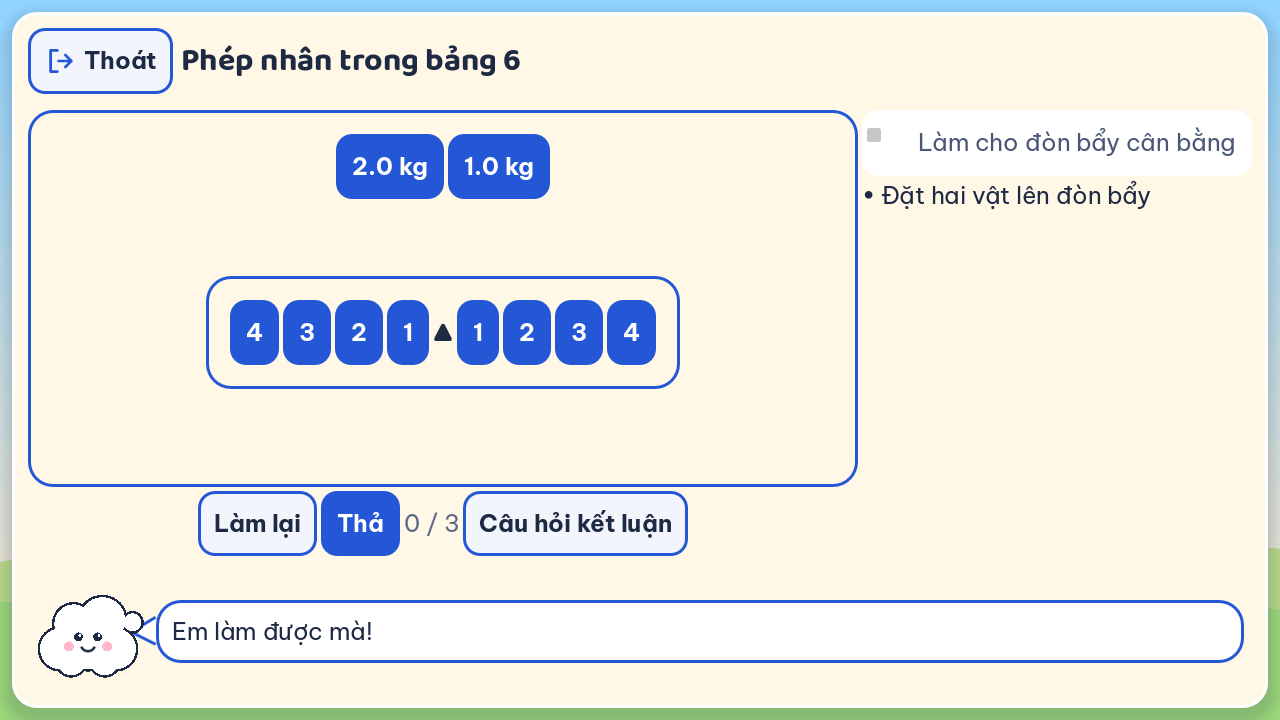 Thoát Phép nhân trong bảng 6
2.0 kg 1.0 kg
Làm cho đòn bẩy cân bằng
• Đặt hai vật lên đòn bẩy
4 3 2 1 ▲ 1 2 3 4
Làm lại Thả 0 / 3 Câu hỏi kết luận
Em làm được mà!